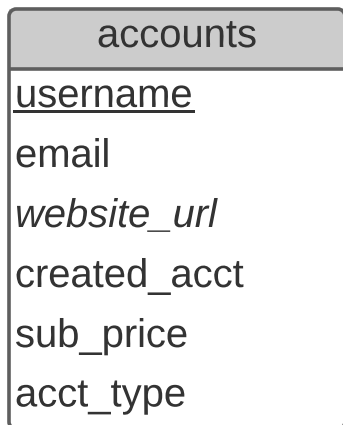 accounts
username
email
website_url
created_acct
sub_price
acct_type